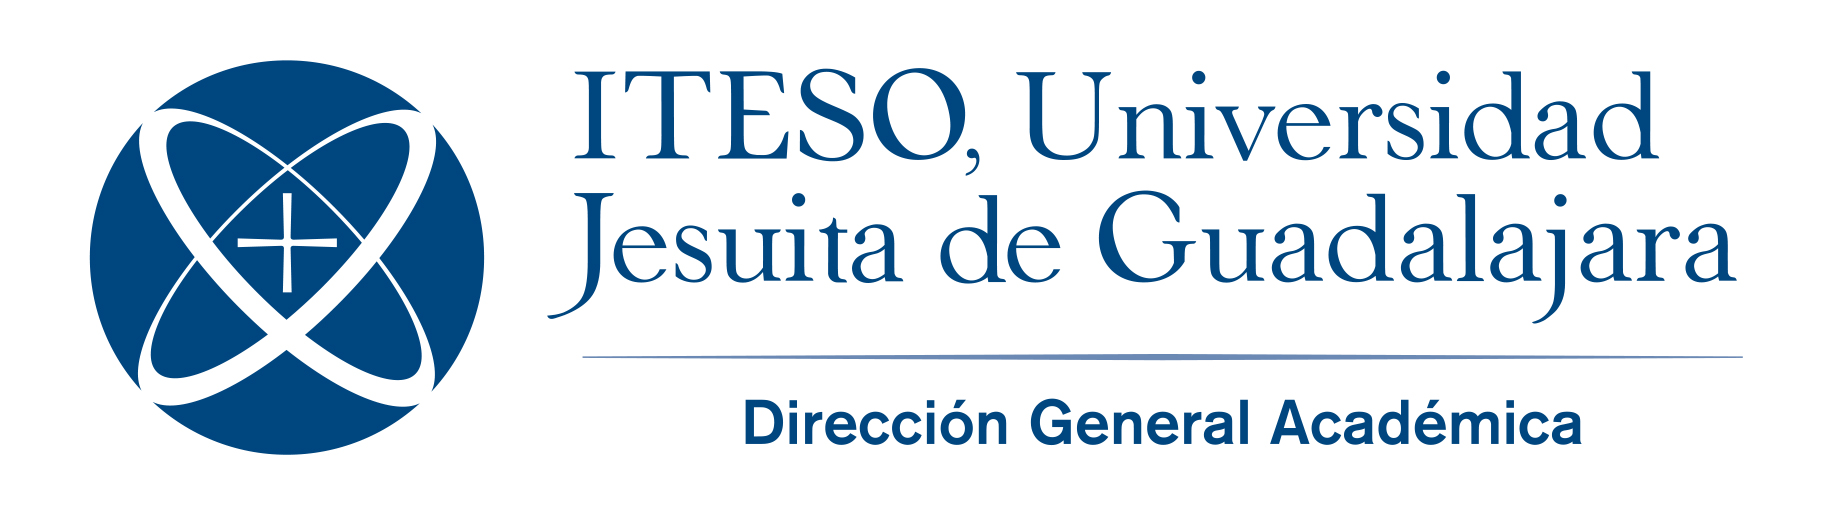 ITESO, Universidad
Jesuita de Guadalajara
Dirección General Académica